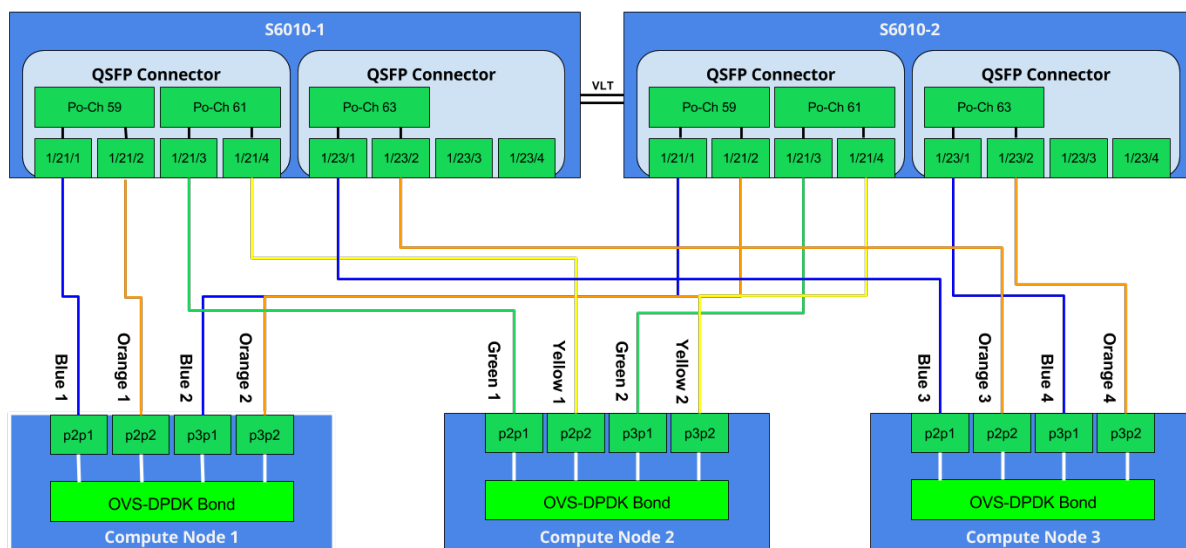 S6010-1
S6010-2
QSFP Connector
QSFP Connector
VLT
QSFP Connector
QSFP Connector
Po-Ch 59
Po-Ch 61
Po-Ch 63
Po-Ch 59
Po-Ch 61
Po-Ch 63
1/21/1
1/21/2
1/21/3
1/21/4
1/23/1
1/23/2
1/23/3
1/23/4
1/21/1
1/21/2
1/21/3
1/21/4
1/23/1
1/23/2
1/23/3
1/23/4
Blue 1
Orange 1
Blue 2
Orange 2
Green 1
Yellow 1
Green 2
Yellow 2
Blue 3
Orange 3
Blue 4
Orange 4
p2p1
p2p2
p3p1
p3p2
p2p1
p2p2
p3p1
p3p2
p2p1
p2p2
p3p1
p3p2
OVS-DPDK Bond
OVS-DPDK Bond
OVS-DPDK Bond
Compute Node 1
Compute Node 2
Compute Node 3